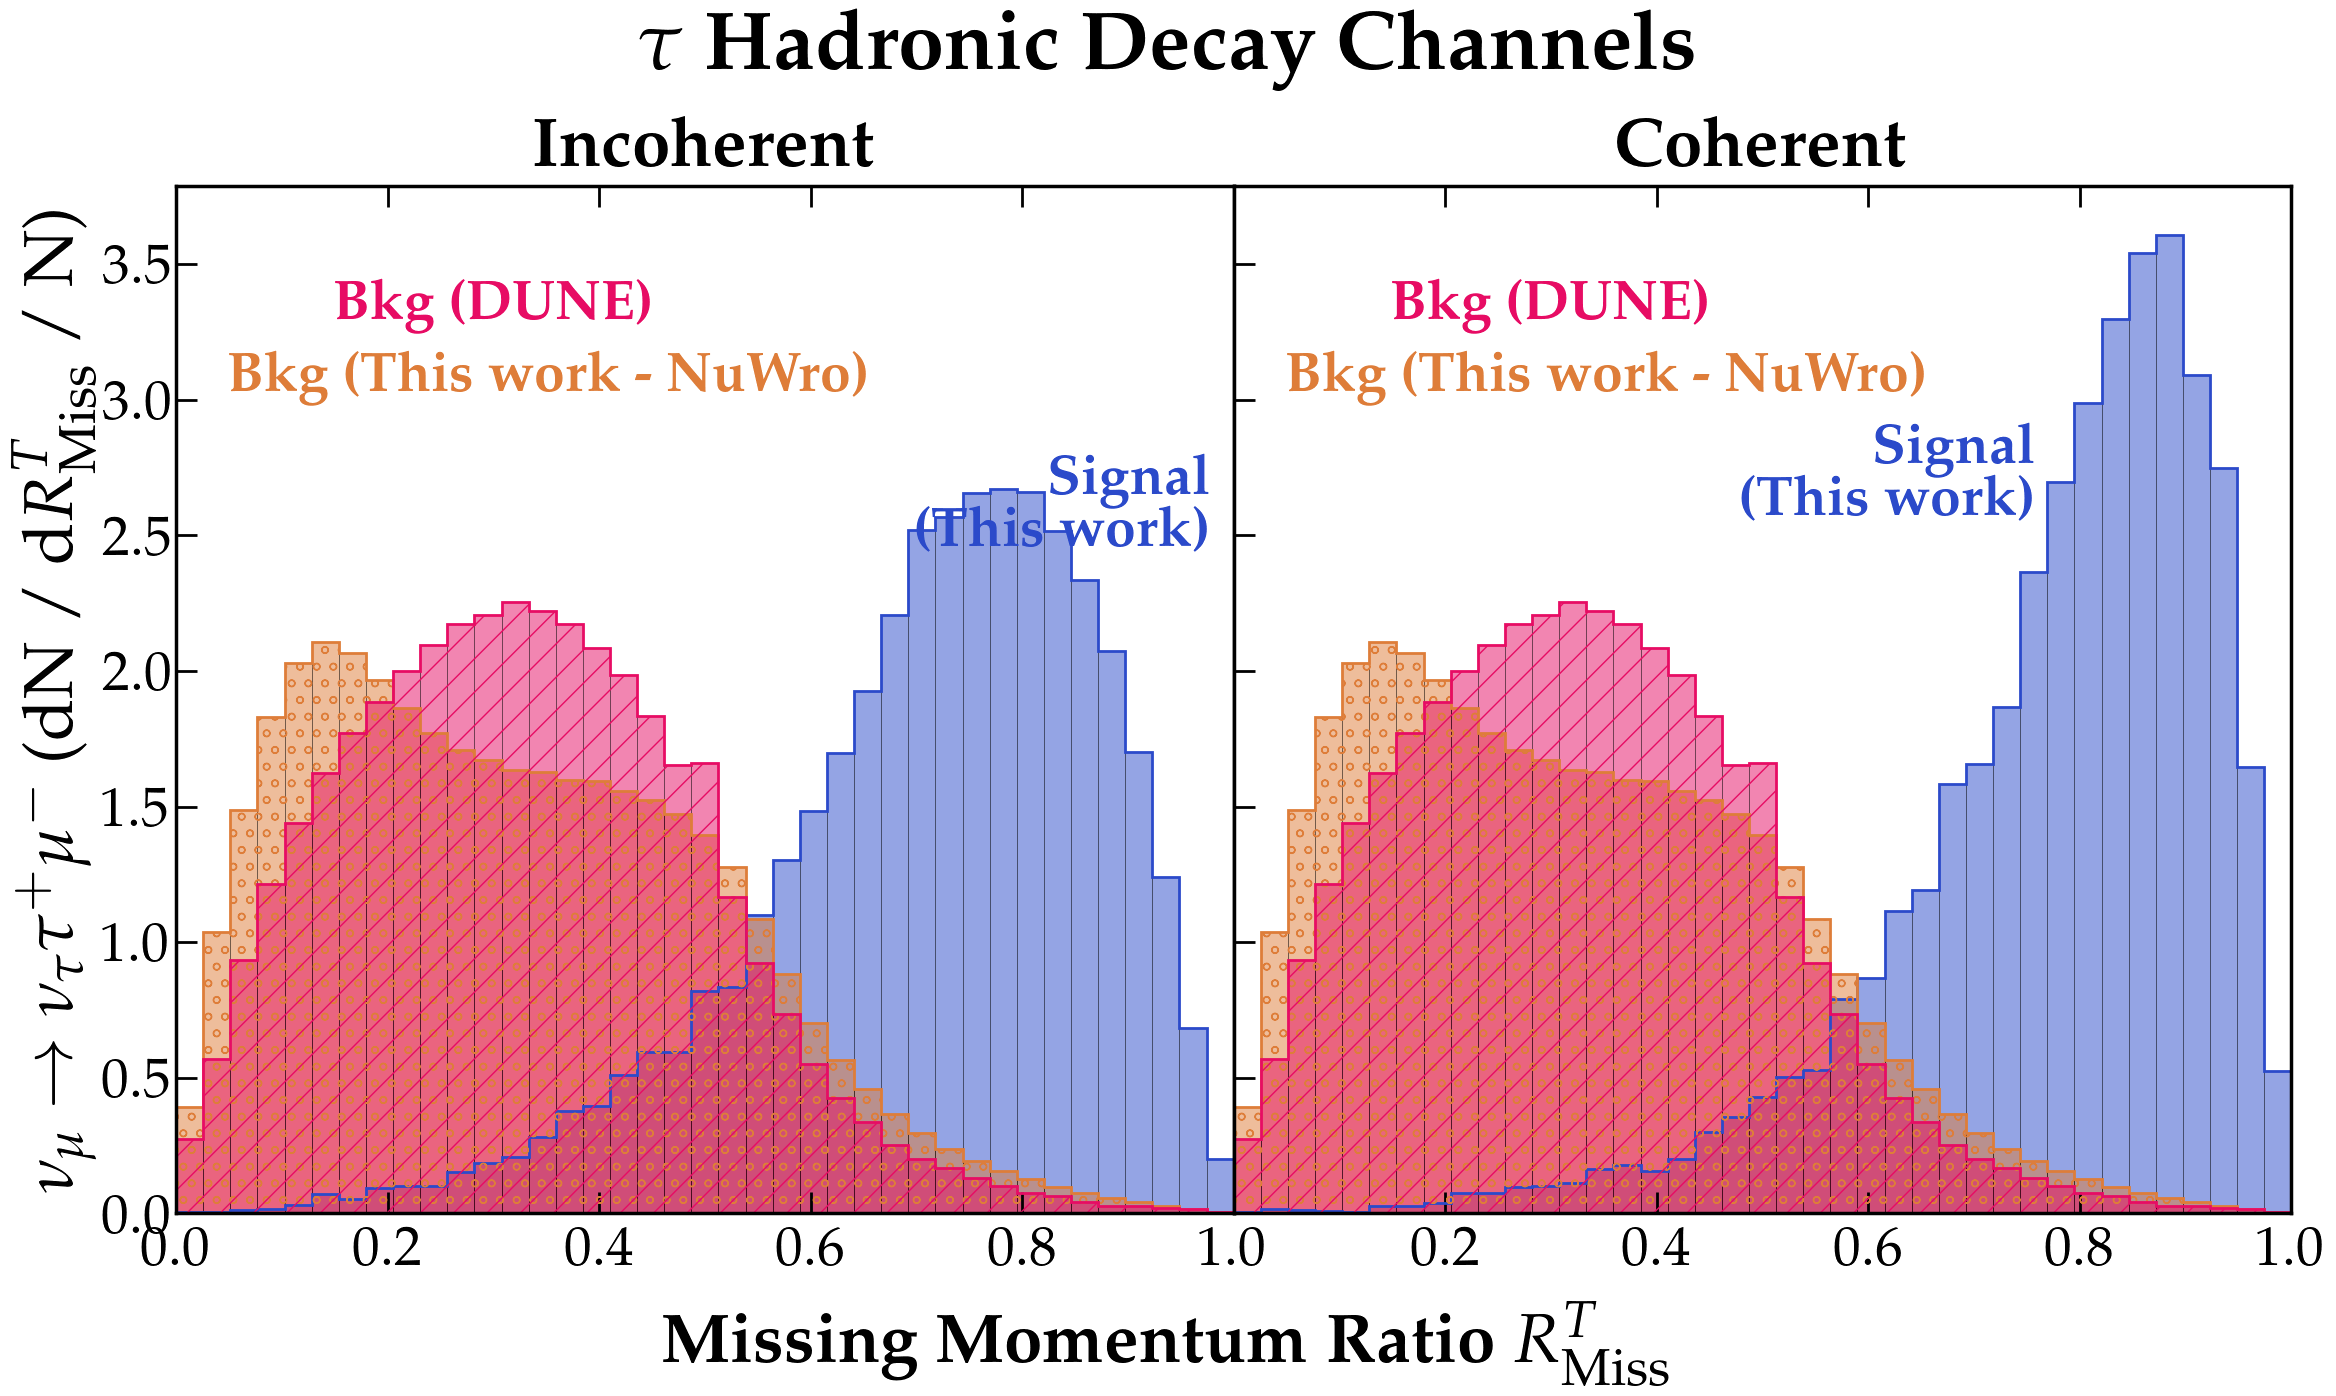 τ Hadronic Decay Channels
Incoherent
Coherent
ν_μ → ν_τ τ⁺ μ⁻ (dN / dR^T_Miss / N)
3.5
3.0
2.5
2.0
1.5
1.0
0.5
0.0
Bkg (DUNE)
Bkg (This work - NuWro)
Signal
(This work)
Bkg (DUNE)
Bkg (This work - NuWro)
Signal
(This work)
0.0 0.2 0.4 0.6 0.8 1.0 0.2 0.4 0.6 0.8 1.0
Missing Momentum Ratio R^T_Miss